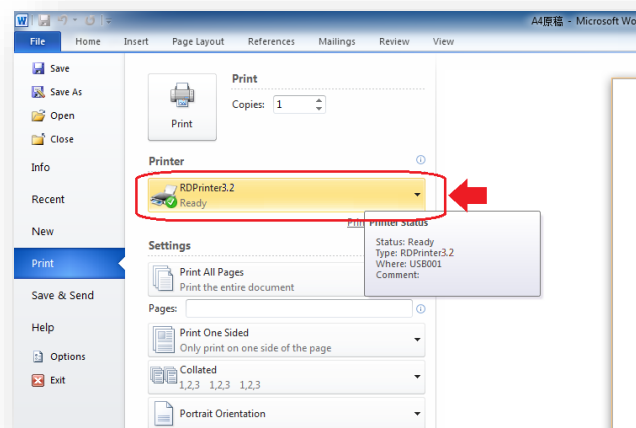 A4原稿 - Microsoft Wo
File Home Insert Page Layout References Mailings Review View
Save
Save As
Open
Close
Info
Recent
New
Print
Save & Send
Help
Options
Exit
Print
Copies: 1
Print
Printer
RDPrinter3.2
Ready
Printer Status
Status: Ready
Type: RDPrinter3.2
Where: USB001
Comment:
Settings
Print All Pages
Print the entire document
Pages:
Print One Sided
Only print on one side of the page
Collated
1,2,3 1,2,3 1,2,3
Portrait Orientation